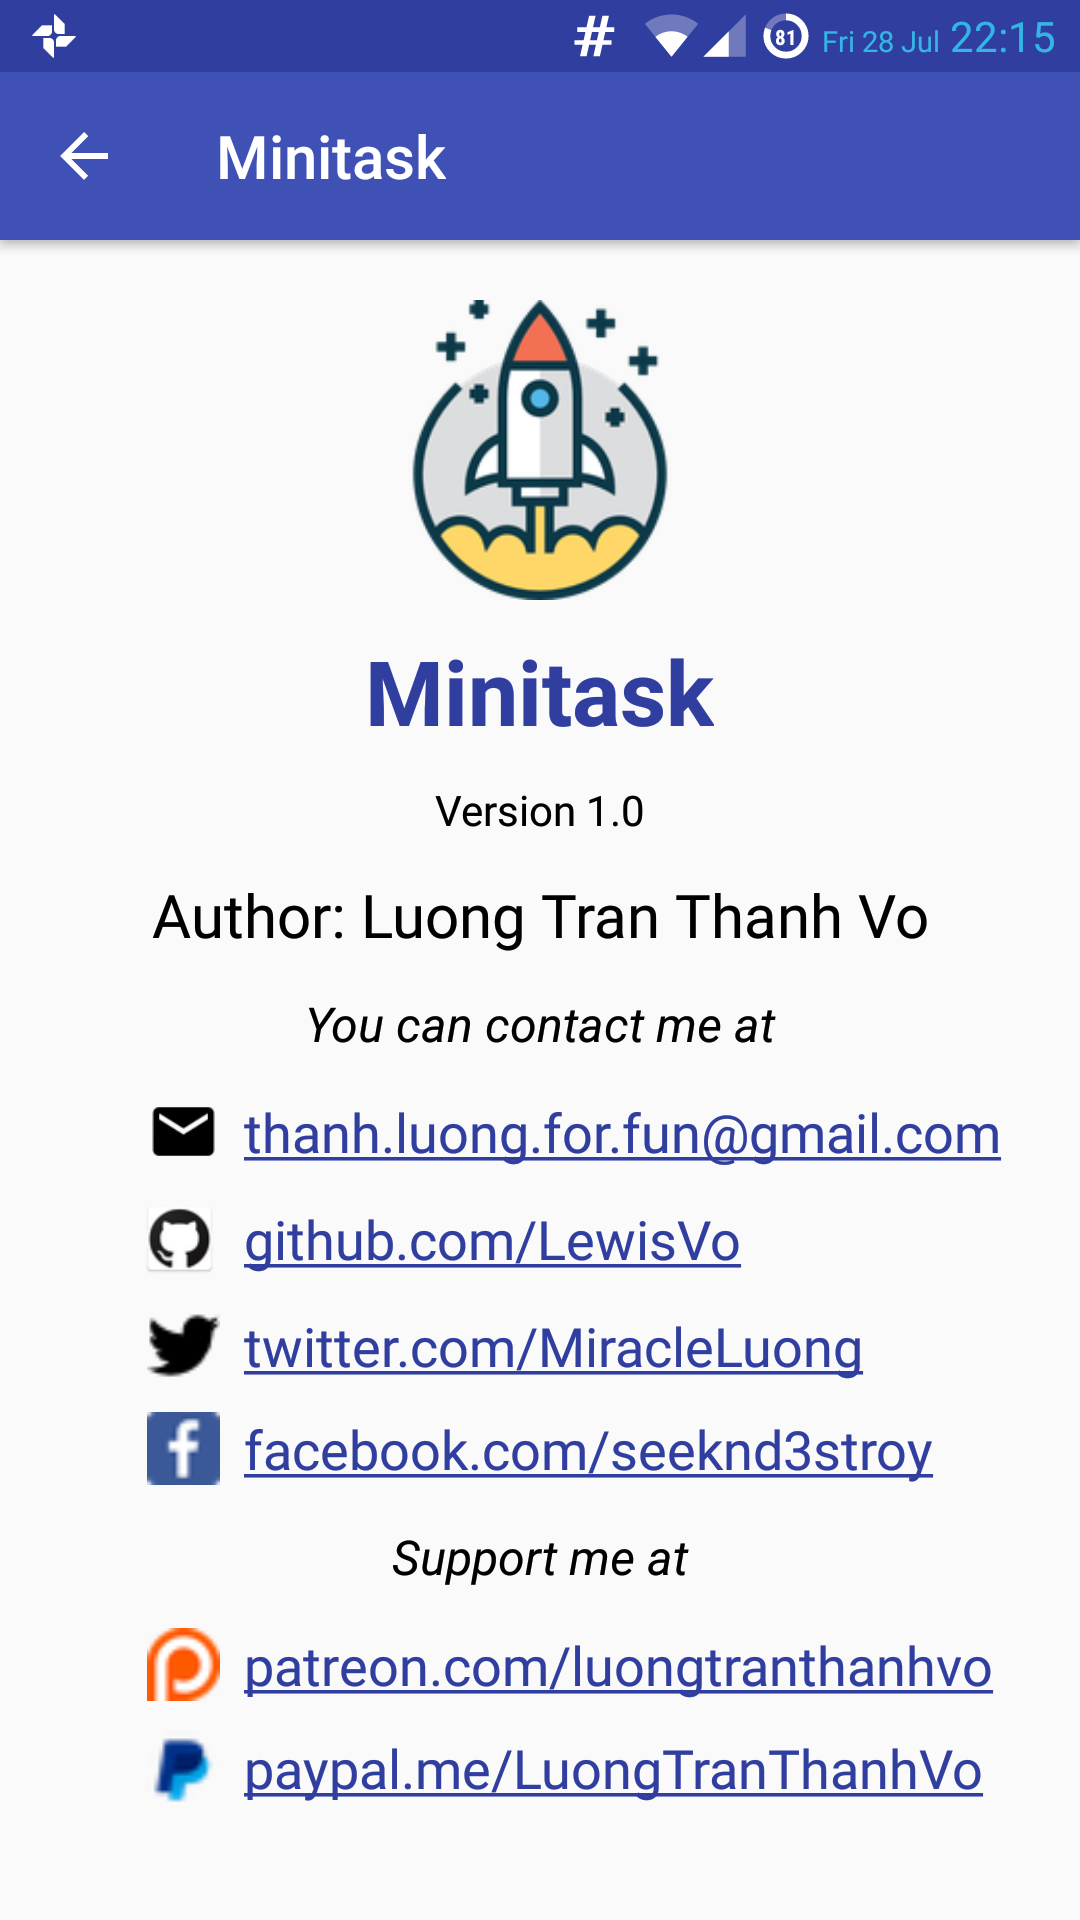 # 81 Fri 28 Jul 22:15
Minitask
Minitask
Version 1.0
Author: Luong Tran Thanh Vo
You can contact me at
thanh.luong.for.fun@gmail.com
github.com/LewisVo
twitter.com/MiracleLuong
facebook.com/seeknd3stroy
Support me at
patreon.com/luongtranthanhvo
paypal.me/LuongTranThanhVo